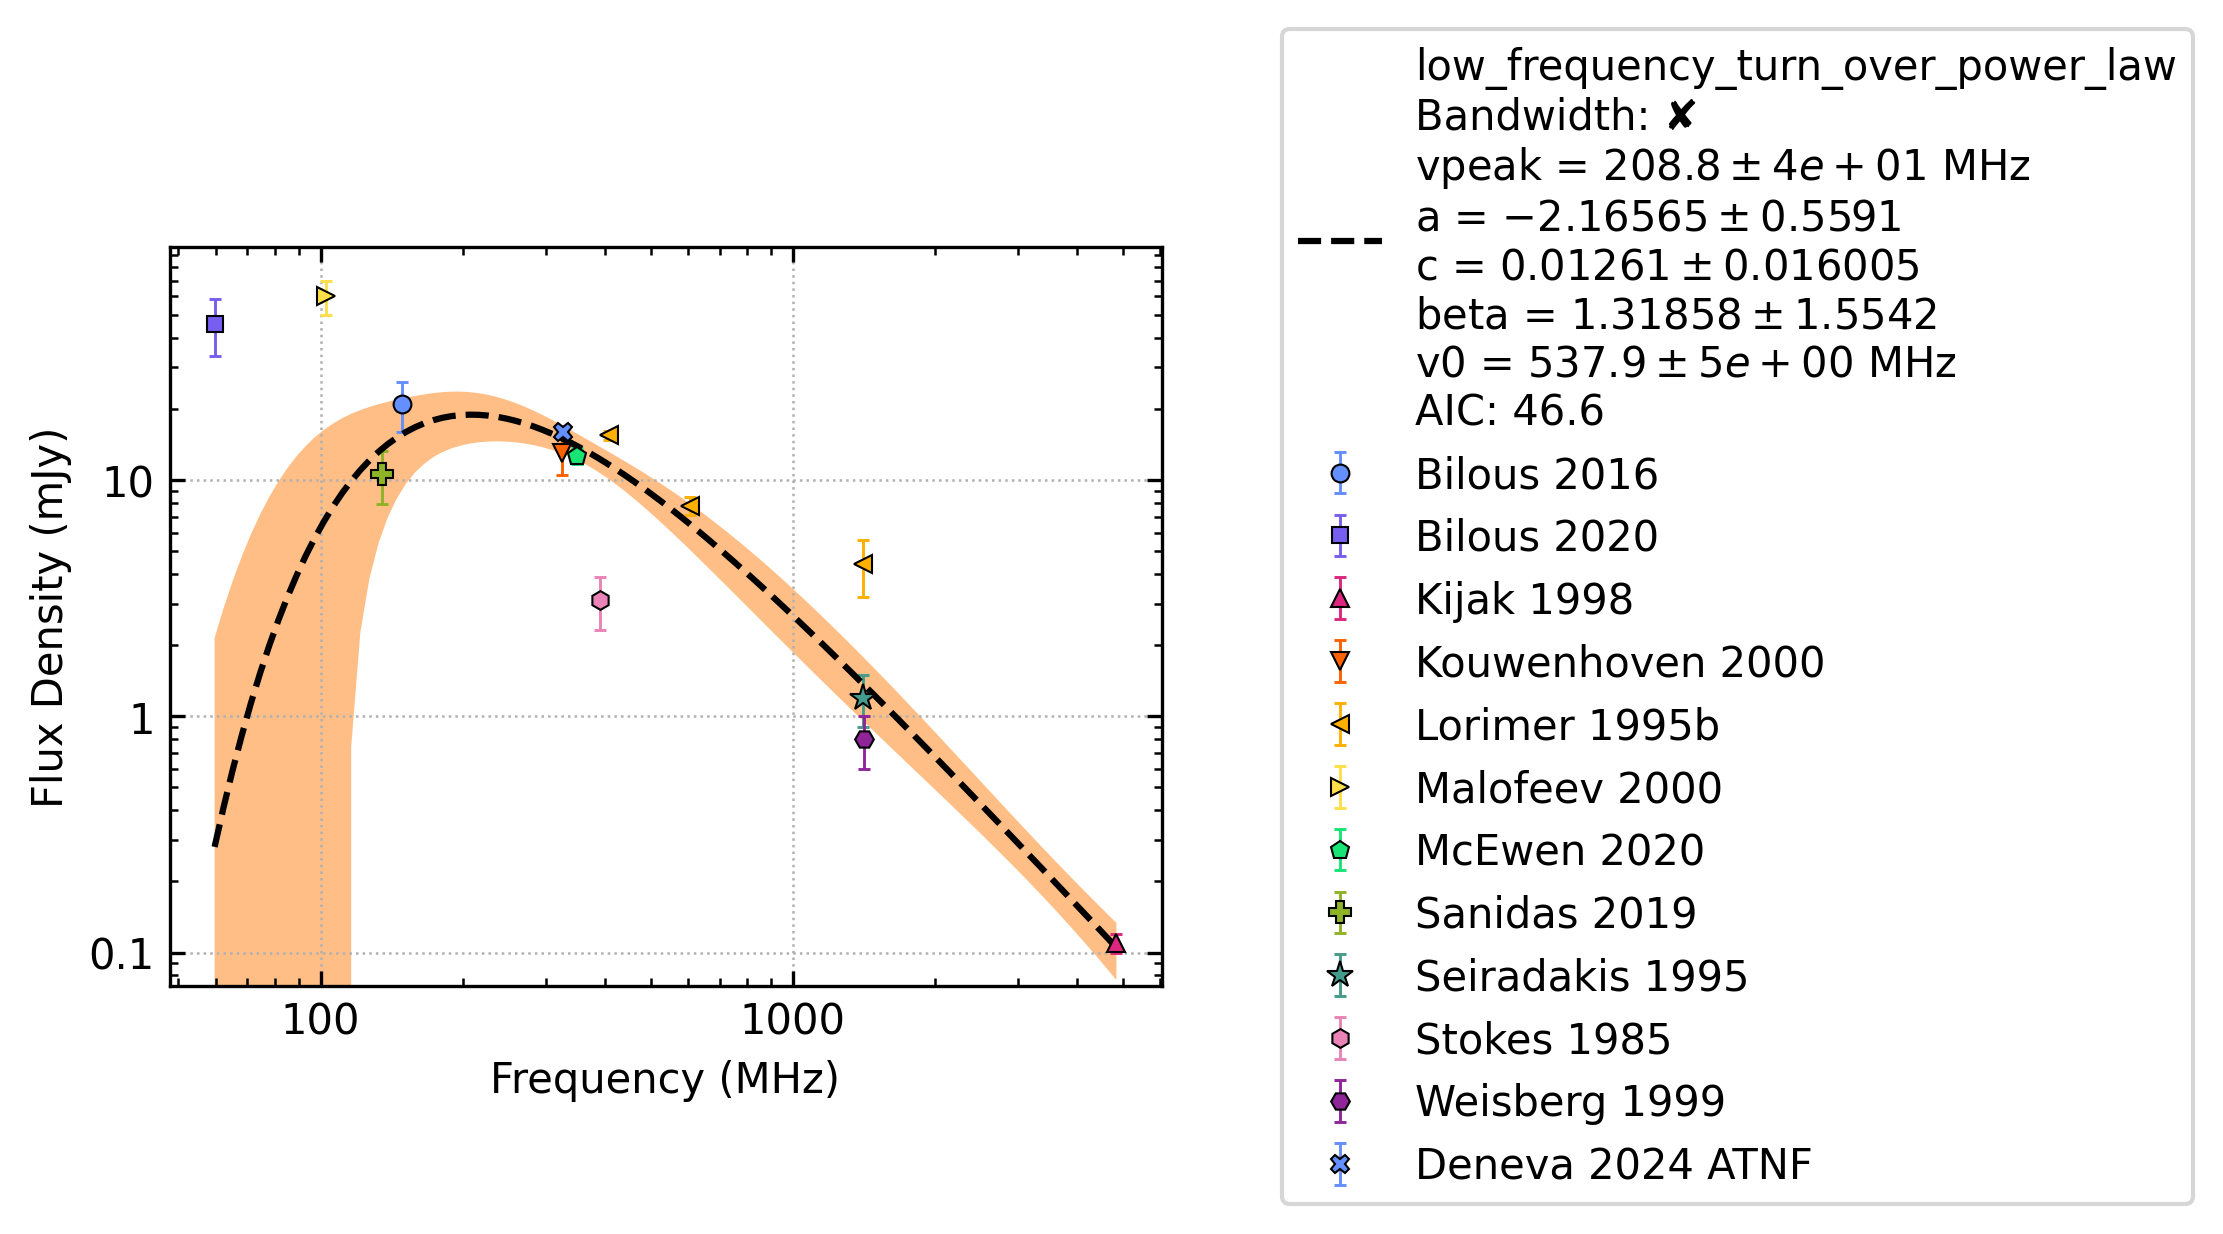 low_frequency_turn_over_power_law
Bandwidth: ✘
vpeak = 208.8 ± 4e + 01 MHz
a = −2.16565 ± 0.5591
c = 0.01261 ± 0.016005
beta = 1.31858 ± 1.5542
v0 = 537.9 ± 5e + 00 MHz
AIC: 46.6
Bilous 2016
Bilous 2020
Kijak 1998
Kouwenhoven 2000
Lorimer 1995b
Malofeev 2000
McEwen 2020
Sanidas 2019
Seiradakis 1995
Stokes 1985
Weisberg 1999
Deneva 2024 ATNF
Flux Density (mJy)
10
1
0.1
100
1000
Frequency (MHz)